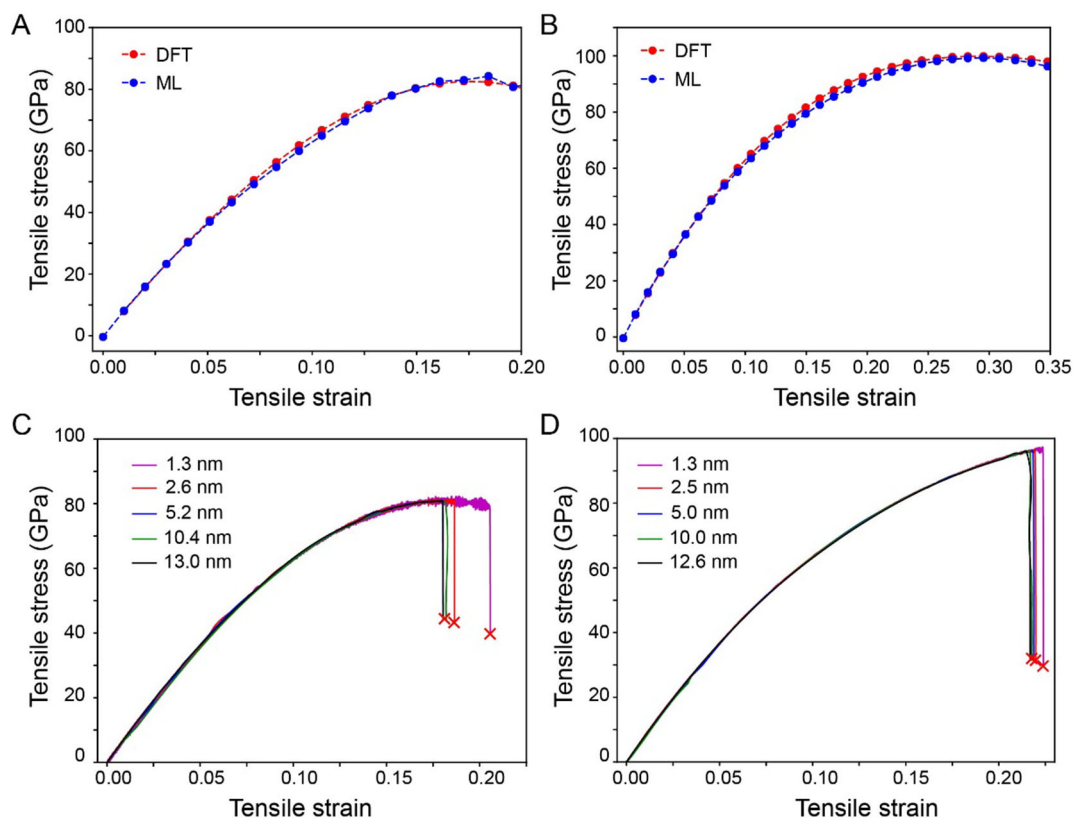 A
100
80
60
40
20
0
Tensile stress (GPa)
DFT
ML
0.00
0.05
0.10
0.15
0.20
Tensile strain
B
100
80
60
40
20
0
Tensile stress (GPa)
DFT
ML
0.00
0.05
0.10
0.15
0.20
0.25
0.30
0.35
Tensile strain
C
100
80
60
40
20
0
Tensile stress (GPa)
1.3 nm
2.6 nm
5.2 nm
10.4 nm
13.0 nm
0.00
0.05
0.10
0.15
0.20
Tensile strain
D
100
80
60
40
20
0
Tensile stress (GPa)
1.3 nm
2.5 nm
5.0 nm
10.0 nm
12.6 nm
0.00
0.05
0.10
0.15
0.20
Tensile strain